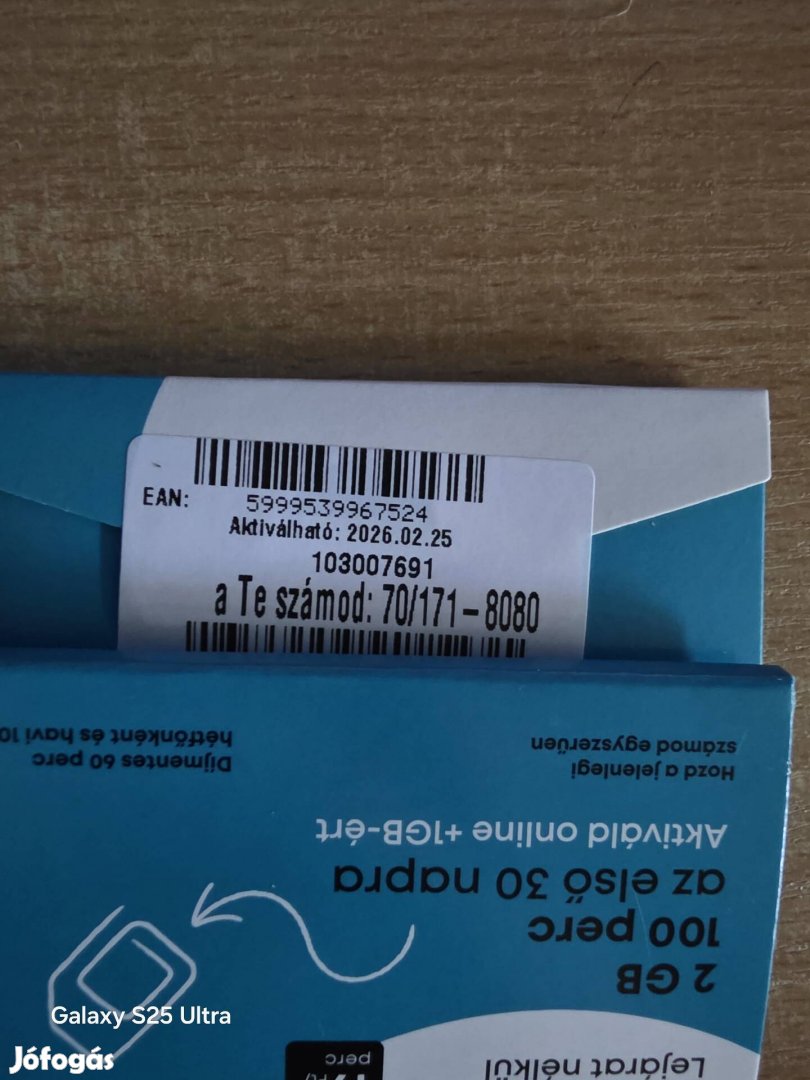 EAN:
5999539967524
Aktiválható: 2026.02.25
103007691
a Te számod: 70/171-8080
Lejárat nélkül
perc
2 GB
100 perc
az első 30 napra
Aktiváld online +1GB-ért
Hozd a jelenlegi
számod egyszerűen
Díjmentes 60 perc
hétfőnként és havi 10
Galaxy S25 Ultra
Jófogás